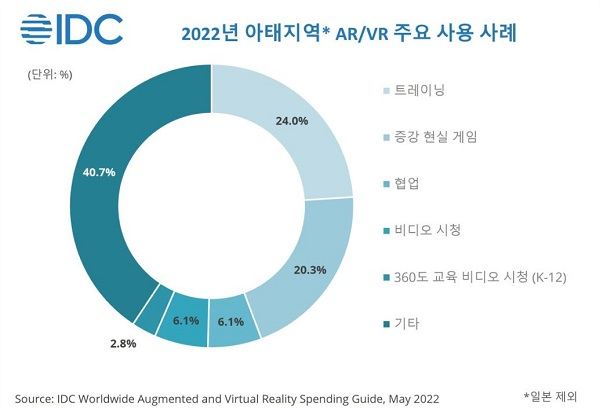 IDC
2022년 아태지역* AR/VR 주요 사용 사례
(단위: %)
트레이닝
24.0%
증강 현실 게임
40.7%
협업
비디오 시청
20.3%
360도 교육 비디오 시청 (K-12)
6.1%
6.1%
기타
2.8%
Source: IDC Worldwide Augmented and Virtual Reality Spending Guide, May 2022
*일본 제외